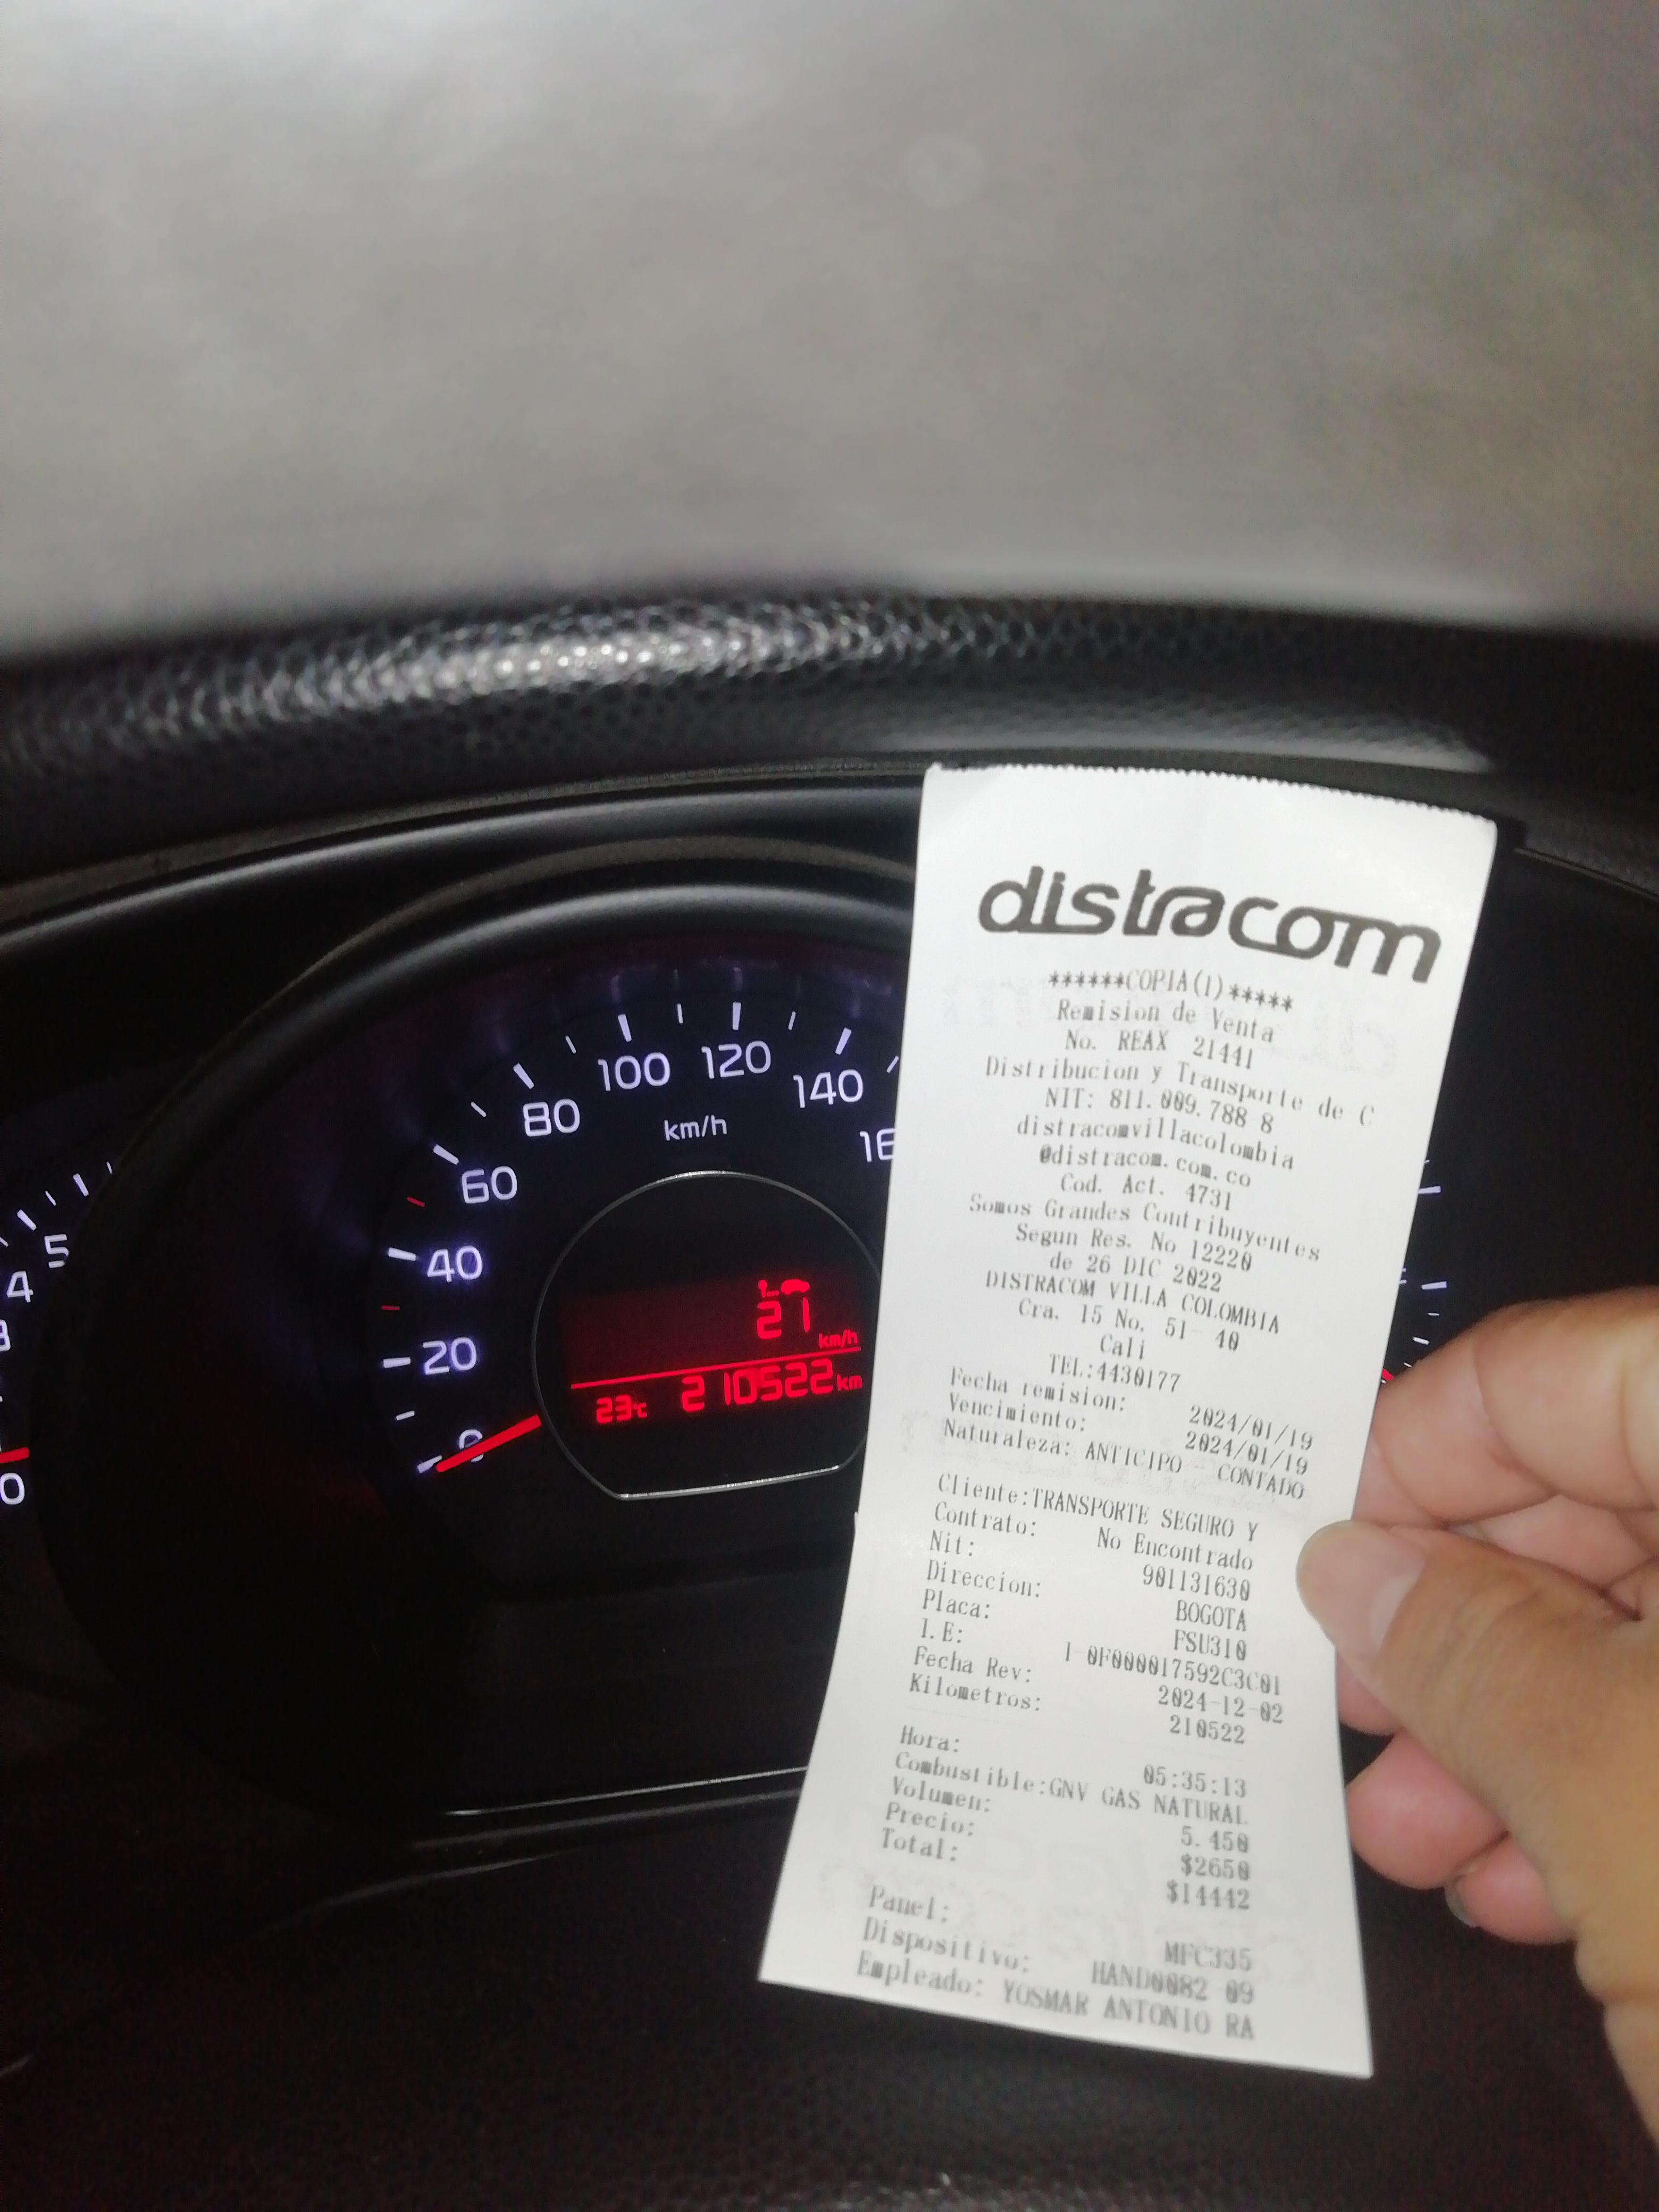 distracom
******COPIA(1)*****
Remision de Venta
No. REAX 21441
Distribucion y Transporte de C
NIT: 811.009.788-8
distracomvillacolombia
@distracom.com.co
Cod. Act. 4731
Somos Grandes Contribuyentes
Segun Res. No 12220
de 26 DIC 2022
DISTRACOM VILLA COLOMBIA
Cra. 15 No. 51- 40
Cali
TEL:4430177
Fecha remision: 2024/01/19
Vencimiento: 2024/01/19
Naturaleza: ANTICIPO - CONTADO
Cliente:TRANSPORTE SEGURO Y
Contrato: No Encontrado
Nit: 901131630
Direccion: BOGOTA
Placa: FSU310
I.E: 1-0F000017592C3C01
Fecha Rev: 2024-12-02
Kilometros: 210522
Hora: 05:35:13
Combustible:GNV GAS NATURAL
Volumen: 5.450
Precio: $2650
Total: $14442
Panel: MFC335
Dispositivo: HAND0082 09
Empleado: YOSMAR ANTONIO RA
0 20 40 60 80 100 120 140
km/h
21 km/h
23°C 210522 km
0
4
5